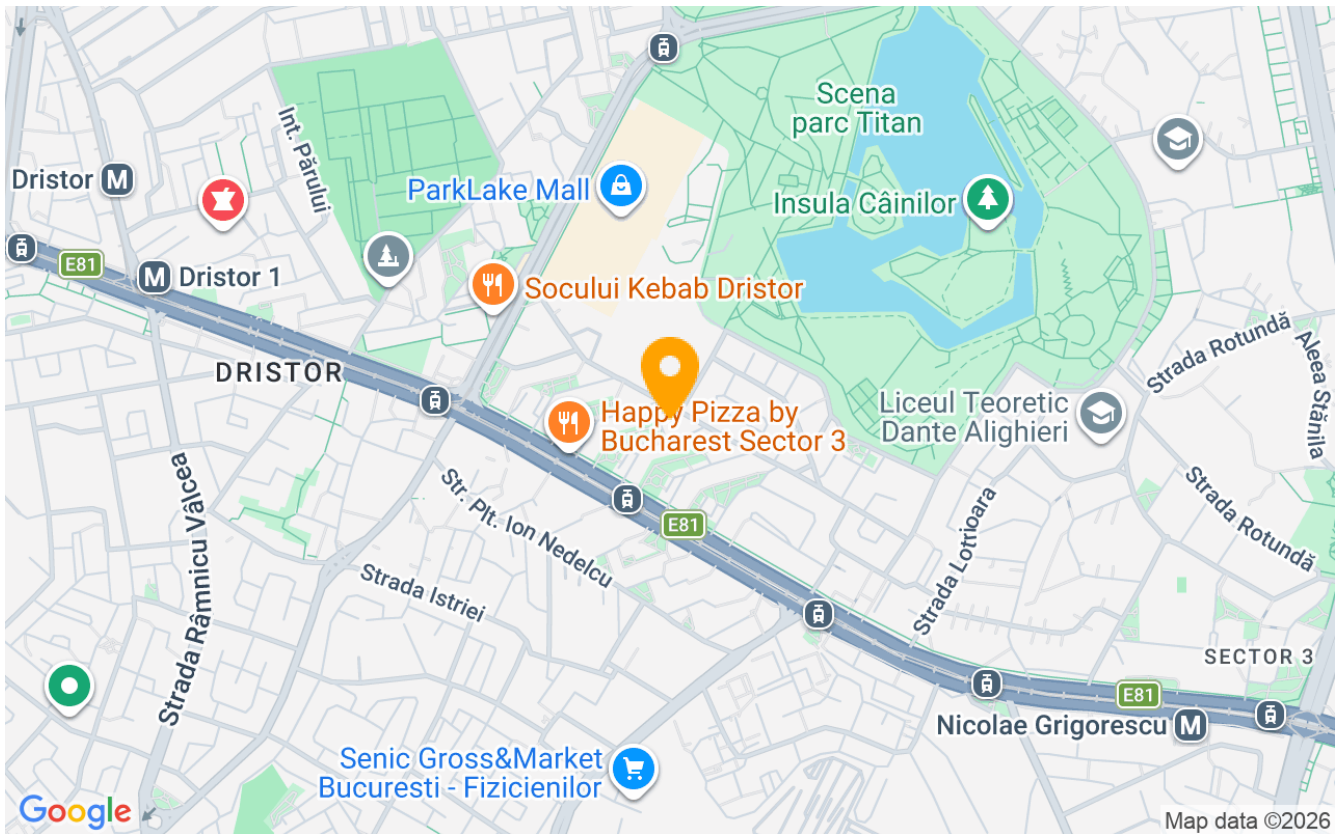 Scena
parc Titan
Int. Părului
Dristor M
ParkLake Mall
Insula Câinilor
E81
M Dristor 1
Socului Kebab Dristor
Strada Rotundă
Aleea Stănila
DRISTOR
Happy Pizza by
Bucharest Sector 3
Liceul Teoretic
Dante Alighieri
Strada Râmnicu Vâlcea
Str. Plt. Ion Nedelcu
E81
Strada Lotrioara
Strada Rotundă
Strada Istriei
SECTOR 3
E81
Nicolae Grigorescu M
Senic Gross&Market
Bucuresti - Fizicienilor
Google
Map data ©2026